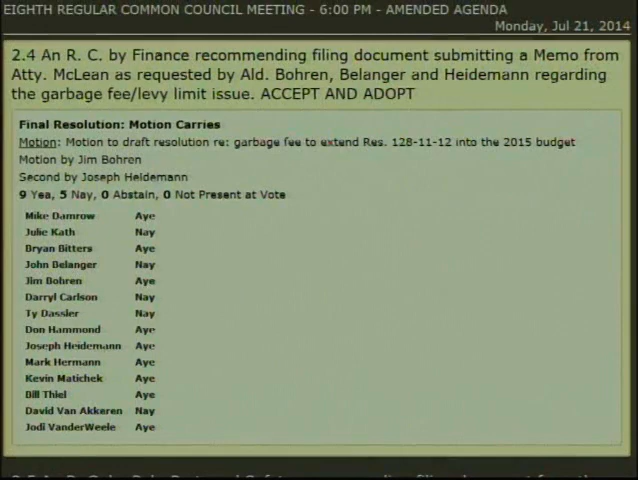 EIGHTH REGULAR COMMON COUNCIL MEETING - 6:00 PM - AMENDED AGENDA
Monday, Jul 21, 2014
2.4 An R. C. by Finance recommending filing document submitting a Memo from
Atty. McLean as requested by Ald. Bohren, Belanger and Heidemann regarding
the garbage fee/levy limit issue. ACCEPT AND ADOPT
Final Resolution: Motion Carries
Motion: Motion to draft resolution re: garbage fee to extend Res. 128-11-12 into the 2015 budget
Motion by Jim Bohren
Second by Joseph Heidemann
9 Yea, 5 Nay, 0 Abstain, 0 Not Present at Vote
Mike Damrow Aye
Julie Kath Nay
Bryan Bitters Aye
John Belanger Nay
Jim Bohren Aye
Darryl Carlson Nay
Ty Dassler Nay
Don Hammond Aye
Joseph Heidemann Aye
Mark Hermann Aye
Kevin Matichek Aye
Bill Thiel Aye
David Van Akkeren Nay
Jodi VanderWeele Aye